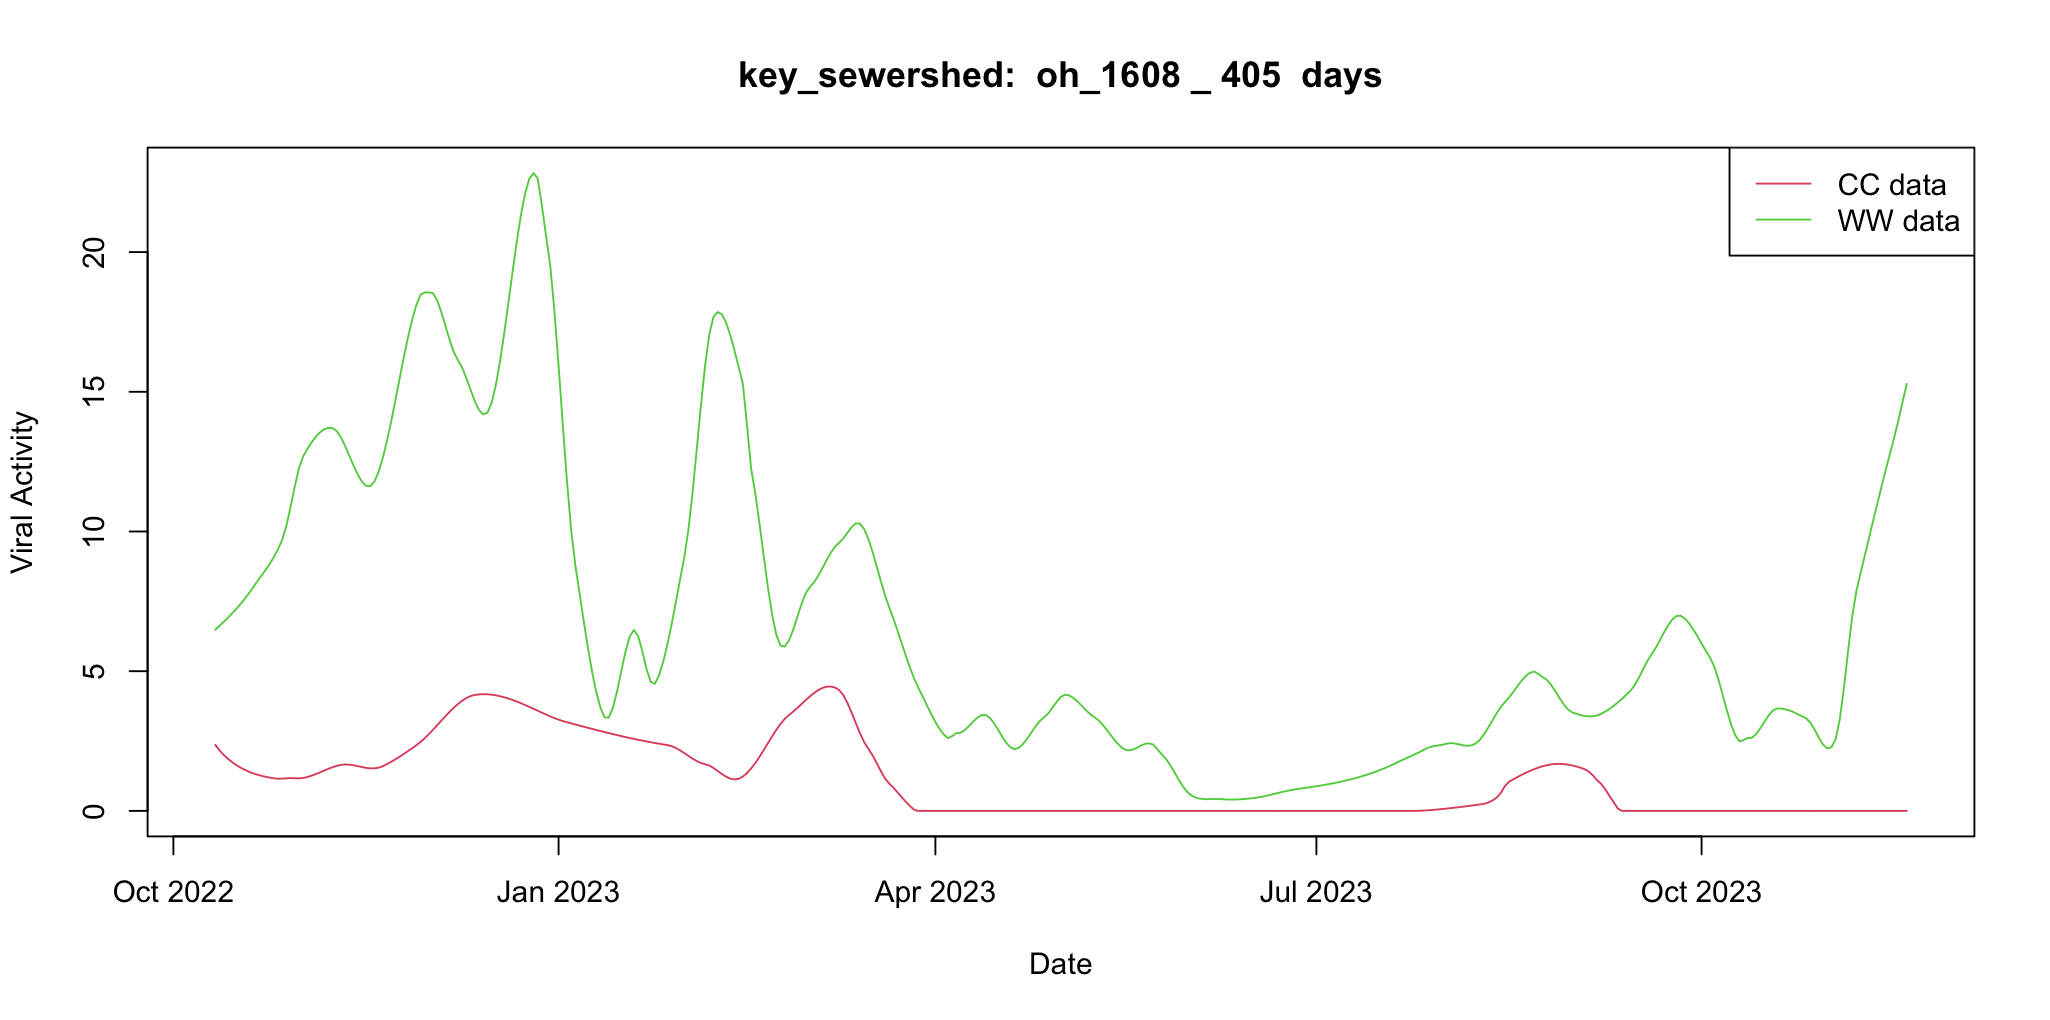 key_sewershed: oh_1608 _ 405 days
CC data
WW data
Viral Activity
20
15
10
5
0
Oct 2022 Jan 2023 Apr 2023 Jul 2023 Oct 2023
Date